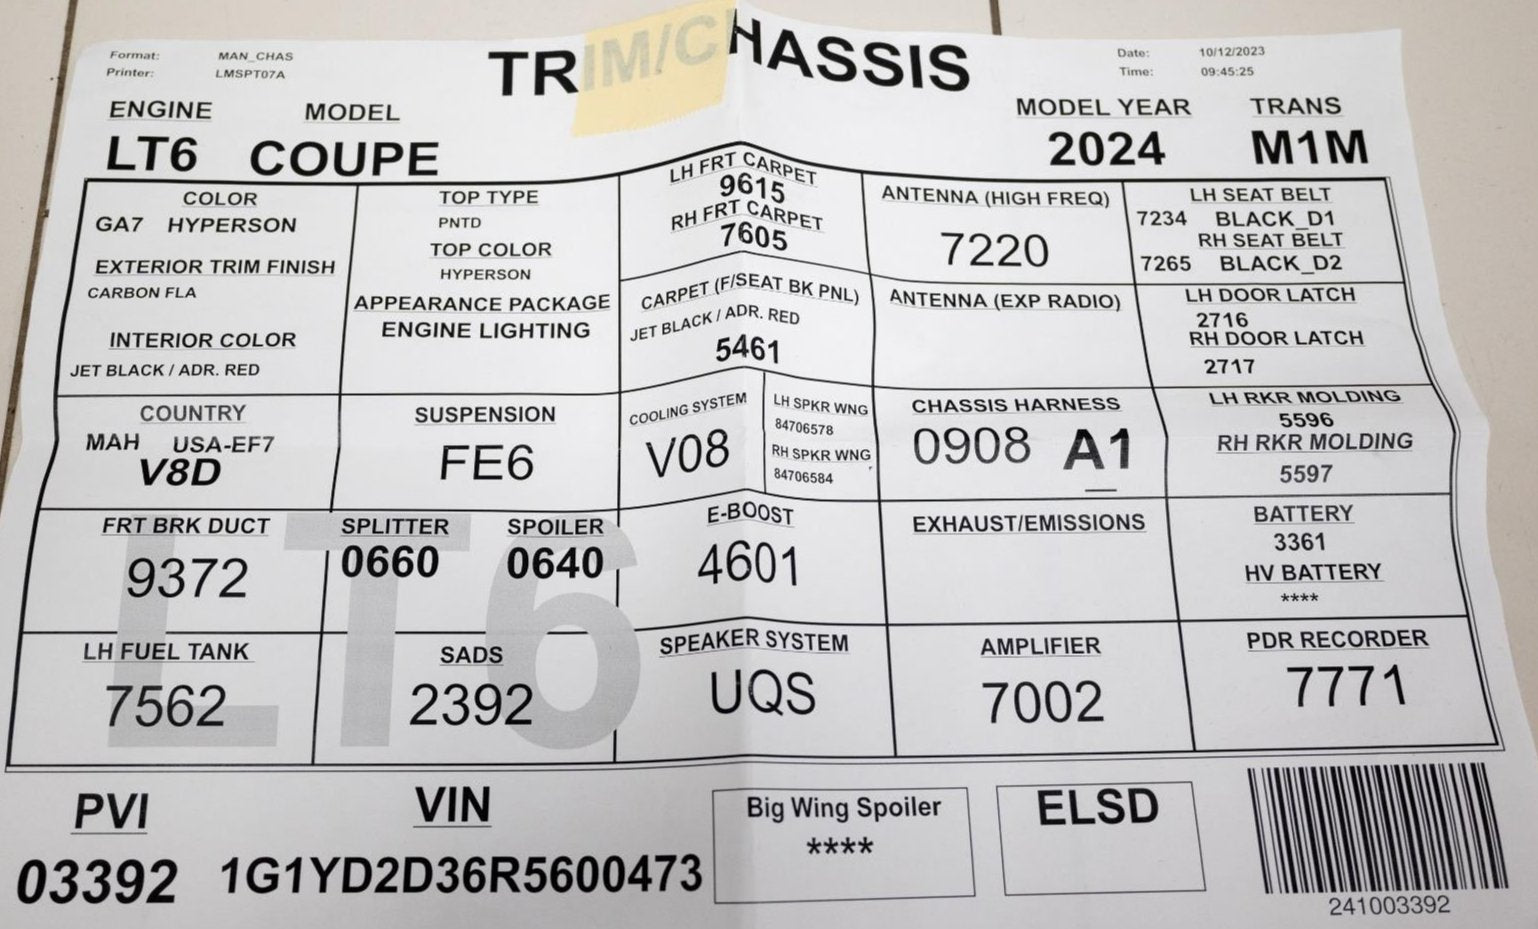 Format: MAN_CHAS
Printer: LMSPT07A
TRIM/CHASSIS
Date: 10/12/2023
Time: 09:45:25
ENGINE MODEL MODEL YEAR TRANS
LT6 COUPE 2024 M1M
COLOR
GA7 HYPERSON
EXTERIOR TRIM FINISH
CARBON FLA
INTERIOR COLOR
JET BLACK / ADR. RED
TOP TYPE
PNTD
TOP COLOR
HYPERSON
APPEARANCE PACKAGE
ENGINE LIGHTING
LH FRT CARPET
9615
RH FRT CARPET
7605
CARPET (F/SEAT BK PNL)
JET BLACK / ADR. RED
5461
ANTENNA (HIGH FREQ)
7220
ANTENNA (EXP RADIO)
LH SEAT BELT
7234 BLACK_D1
RH SEAT BELT
7265 BLACK_D2
LH DOOR LATCH
2716
RH DOOR LATCH
2717
COUNTRY
MAH USA-EF7
V8D
SUSPENSION
FE6
COOLING SYSTEM
V08
LH SPKR WNG
84706578
RH SPKR WNG
84706584
CHASSIS HARNESS
0908 A1
LH RKR MOLDING
5596
RH RKR MOLDING
5597
FRT BRK DUCT
9372
SPLITTER SPOILER
0660 0640
E-BOOST
4601
EXHAUST/EMISSIONS
BATTERY
3361
HV BATTERY
****
LT6
LH FUEL TANK
7562
SADS
2392
SPEAKER SYSTEM
UQS
AMPLIFIER
7002
PDR RECORDER
7771
PVI VIN
03392 1G1YD2D36R5600473
Big Wing Spoiler
****
ELSD
241003392